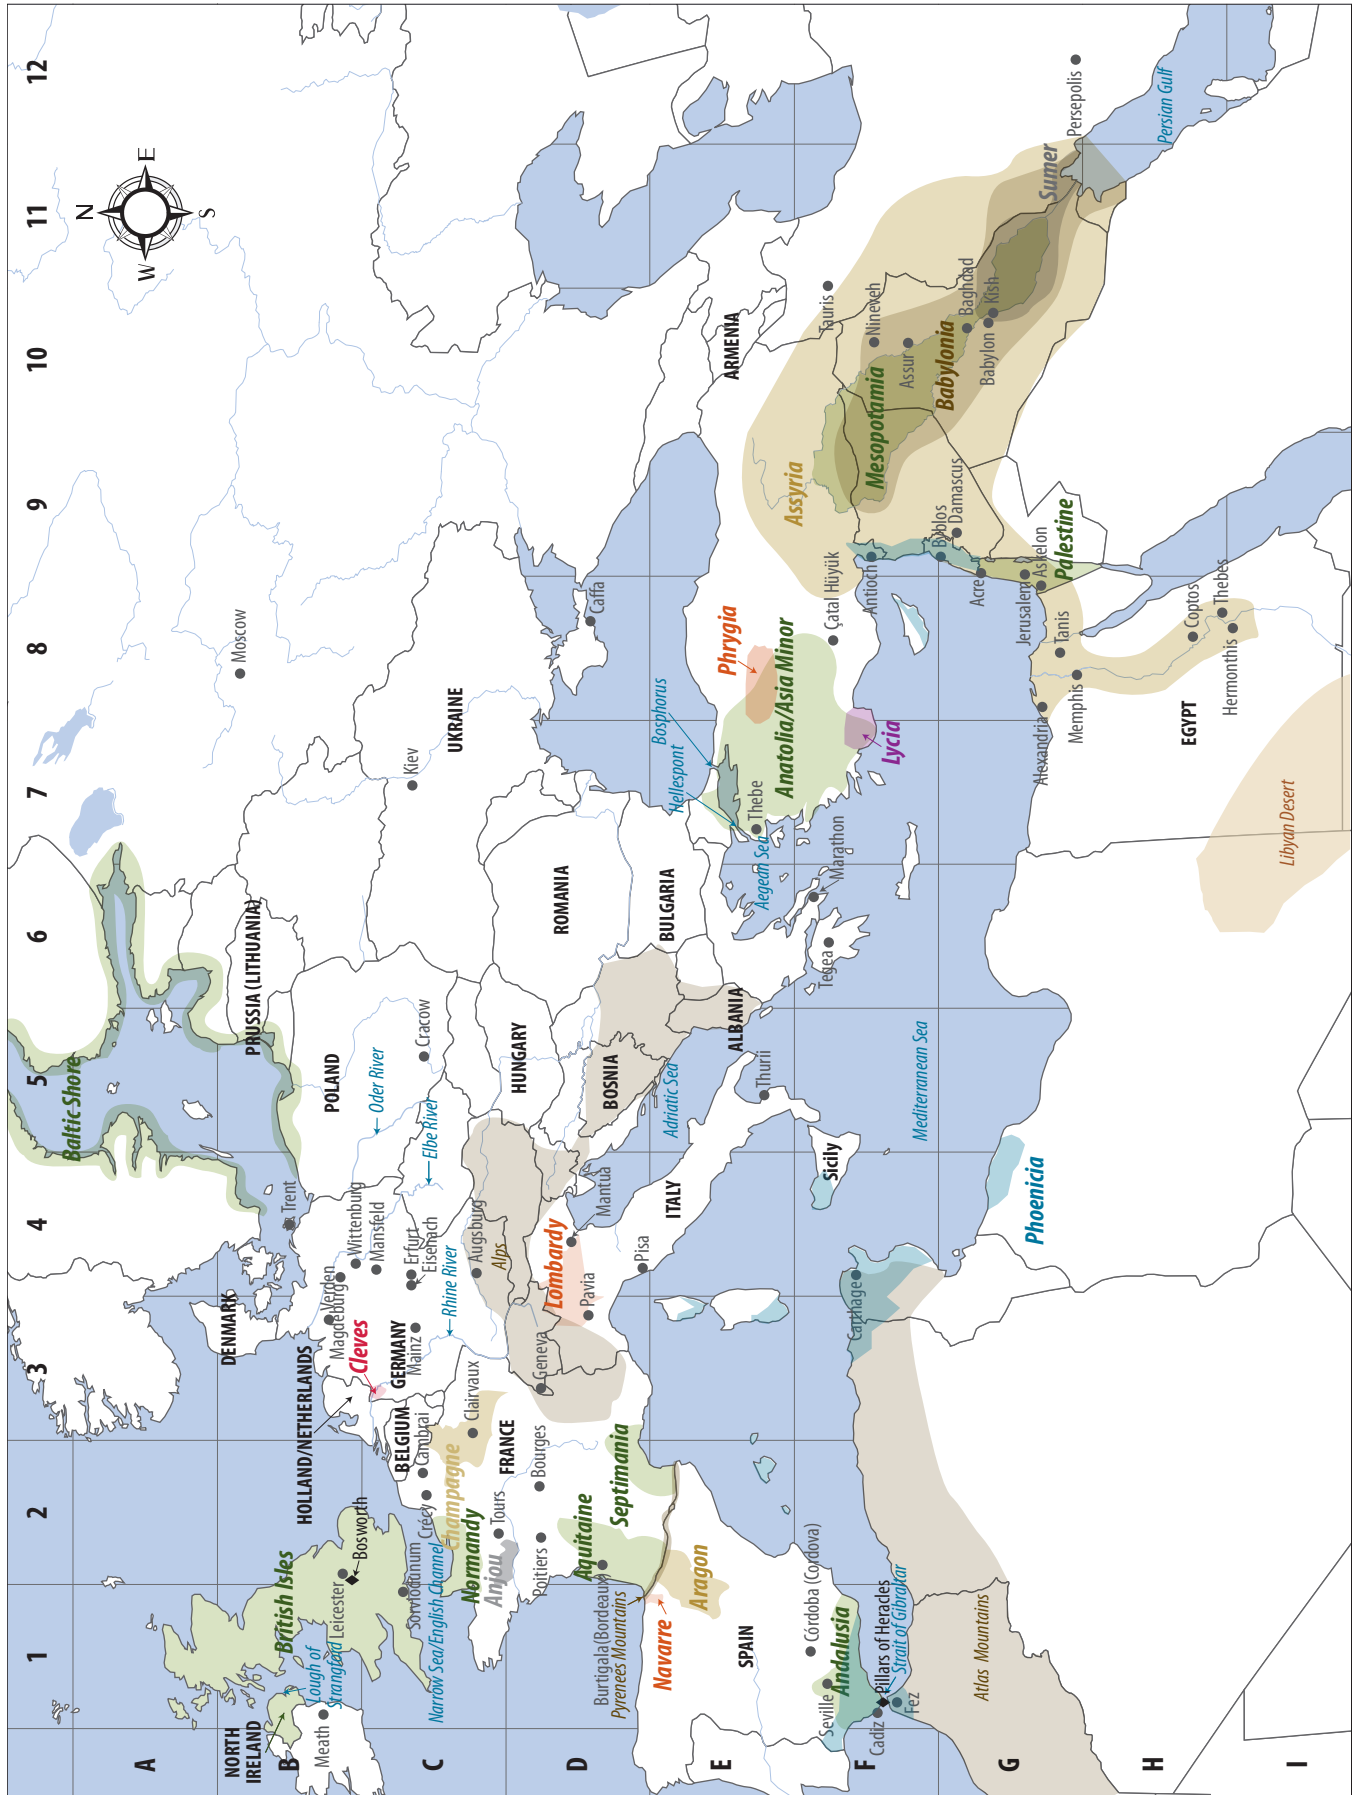 1
2
3
4
5
6
7
8
9
10
11
12
A
B
C
D
E
F
G
H
I
N
E
S
W
Baltic Shore
Moscow
PRUSSIA (LITHUANIA)
DENMARK
Trent
NORTH
IRELAND
British Isles
Lough of
Strangford
Meath
Leicester
Bosworth
HOLLAND/NETHERLANDS
Verden
Magdeburg
Wittenburg
Mansfeld
Cleves
POLAND
Oder River
Kiev
UKRAINE
Sorviodunum
Narrow Sea/English Channel
Crécy
Cambrai
BELGIUM
GERMANY
Mainz
Erfurt
Eisenach
Elbe River
Rhine River
Cracow
Champagne
Clairvaux
Normandy
Anjou
Tours
FRANCE
Augsburg
Alps
HUNGARY
Poitiers
Bourges
Geneva
Lombardy
Mantua
Pavia
ROMANIA
Caffa
Aquitaine
Septimania
Burtigala(Bordeaux)
Pyrenees Mountains
BOSNIA
Pisa
ITALY
Adriatic Sea
BULGARIA
Bosphorus
Hellespont
Navarre
Aragon
SPAIN
ALBANIA
Thurii
Aegean Sea
Thebe
Phrygia
Anatolia/Asia Minor
ARMENIA
Assyria
Tauris
Córdoba (Cordova)
Seville
Andalusia
Cadiz
Pillars of Heracles
Strait of Gibralkar
Fez
Carthage
Sicily
Tegea
Marathon
Çatal Hüyük
Lycia
Antioch
Mesopotamia
Nineveh
Assur
Mediterranean Sea
Byblos
Damascus
Babylonia
Baghdad
Babylon
Kish
Atlas Mountains
Phoenicia
Acre
Jerusalem
Askelon
Palestine
Sumer
Persepolis
Persian Gulf
Tanis
Alexandria
Memphis
EGYPT
Coptos
Thebes
Hermonthis
Libyan Desert